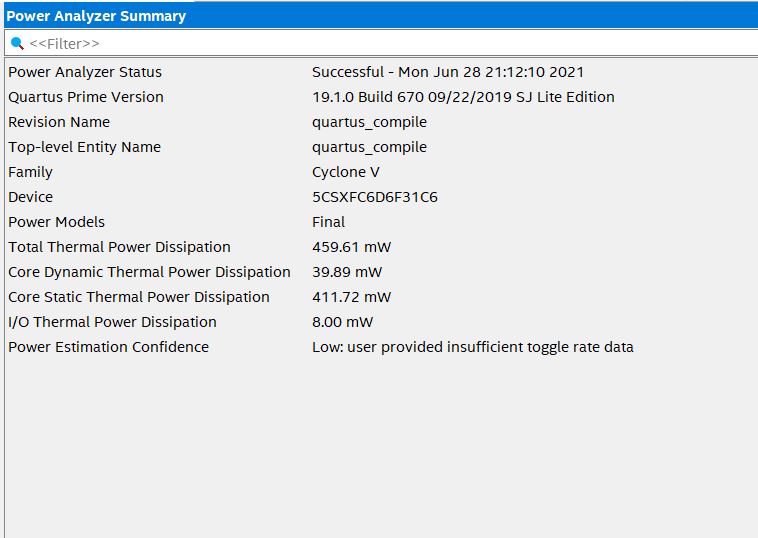 Power Analyzer Summary
<<Filter>>
Power Analyzer Status Successful - Mon Jun 28 21:12:10 2021
Quartus Prime Version 19.1.0 Build 670 09/22/2019 SJ Lite Edition
Revision Name quartus_compile
Top-level Entity Name quartus_compile
Family Cyclone V
Device 5CSXFC6D6F31C6
Power Models Final
Total Thermal Power Dissipation 459.61 mW
Core Dynamic Thermal Power Dissipation 39.89 mW
Core Static Thermal Power Dissipation 411.72 mW
I/O Thermal Power Dissipation 8.00 mW
Power Estimation Confidence Low: user provided insufficient toggle rate data